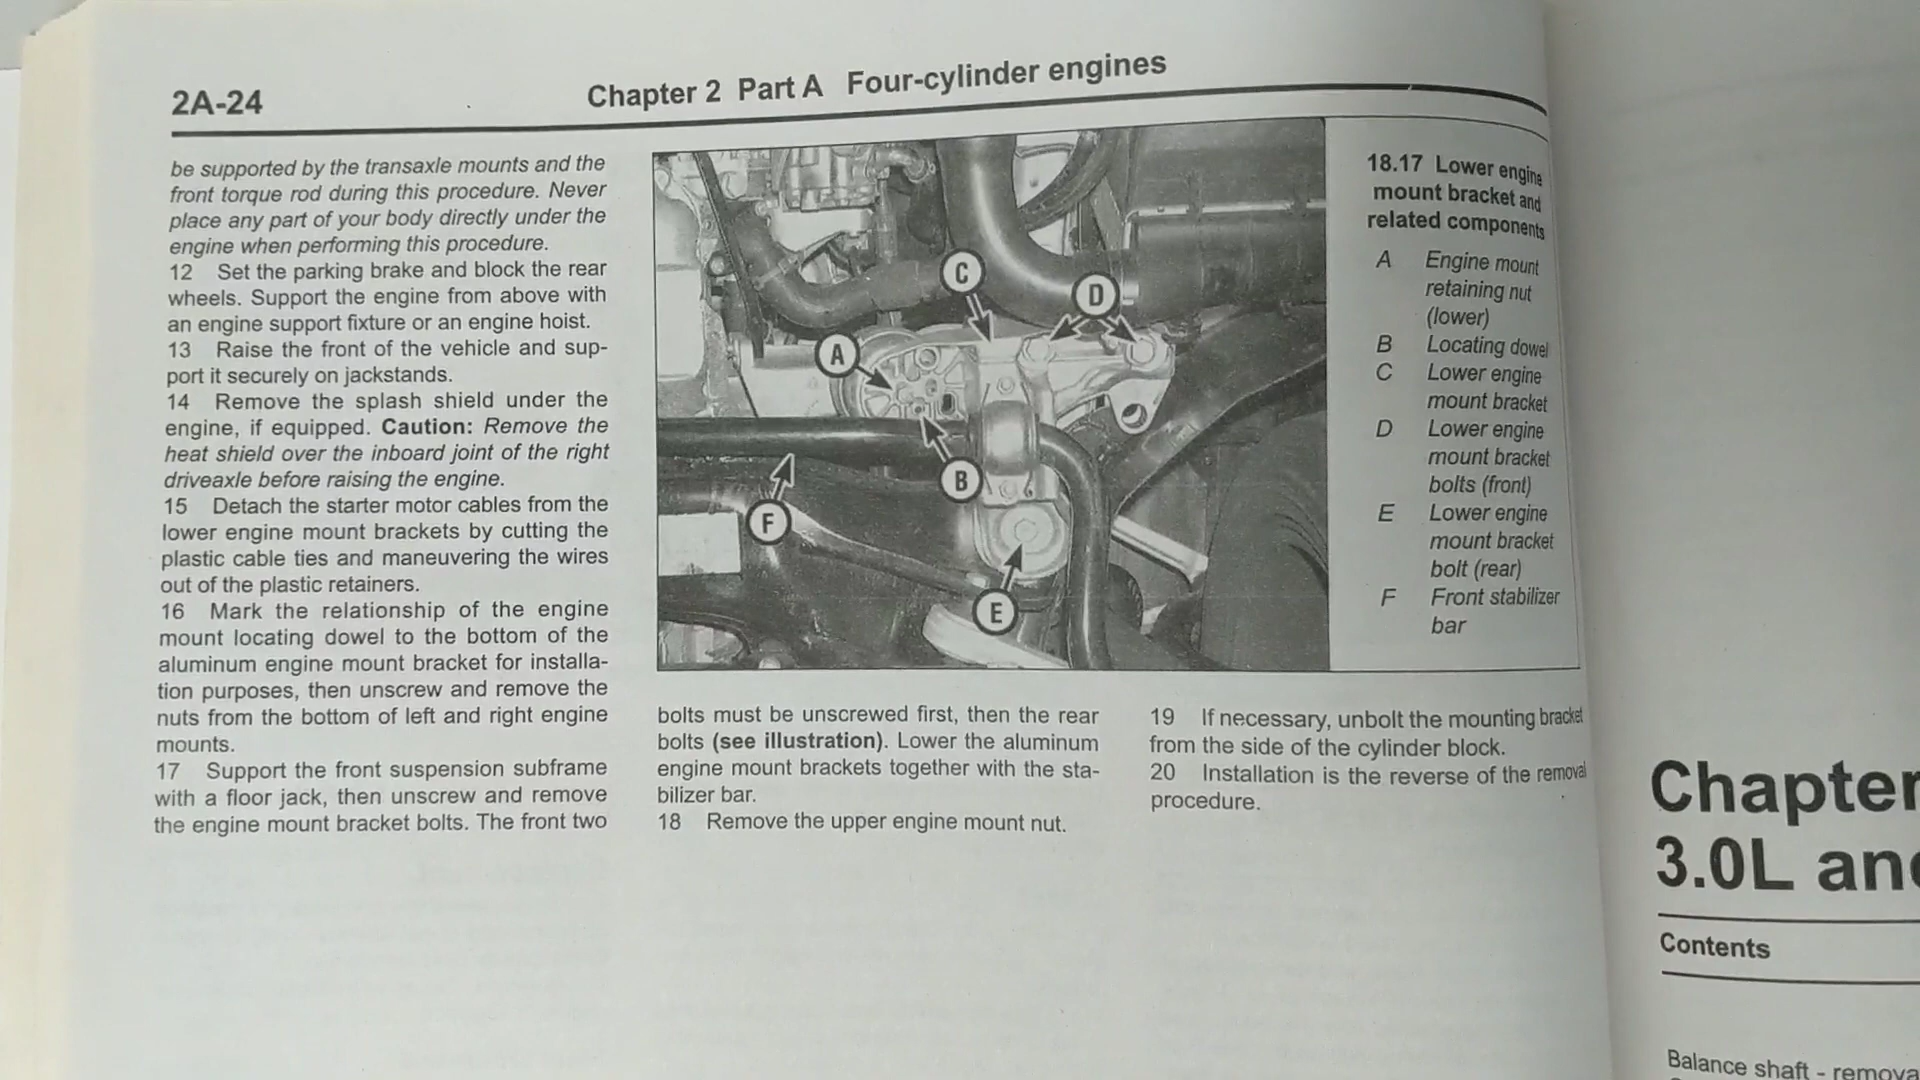 2A-24
Chapter 2 Part A Four-cylinder engines
be supported by the transaxle mounts and the
front torque rod during this procedure. Never
place any part of your body directly under the
engine when performing this procedure.
12 Set the parking brake and block the rear
wheels. Support the engine from above with
an engine support fixture or an engine hoist.
13 Raise the front of the vehicle and sup-
port it securely on jackstands.
14 Remove the splash shield under the
engine, if equipped. Caution: Remove the
heat shield over the inboard joint of the right
driveaxle before raising the engine.
15 Detach the starter motor cables from the
lower engine mount brackets by cutting the
plastic cable ties and maneuvering the wires
out of the plastic retainers.
16 Mark the relationship of the engine
mount locating dowel to the bottom of the
aluminum engine mount bracket for installa-
tion purposes, then unscrew and remove the
nuts from the bottom of left and right engine
mounts.
17 Support the front suspension subframe
with a floor jack, then unscrew and remove
the engine mount bracket bolts. The front two
C
D
A
B
F
E
18.17 Lower engine
mount bracket and
related components
A Engine mount
retaining nut
(lower)
B Locating dowel
C Lower engine
mount bracket
D Lower engine
mount bracket
bolts (front)
E Lower engine
mount bracket
bolt (rear)
F Front stabilizer
bar
bolts must be unscrewed first, then the rear
bolts (see illustration). Lower the aluminum
engine mount brackets together with the sta-
bilizer bar.
18 Remove the upper engine mount nut.
19 If necessary, unbolt the mounting bracket
from the side of the cylinder block.
20 Installation is the reverse of the removal
procedure.
Chapter
3.0L an
Contents
Balance shaft - remova